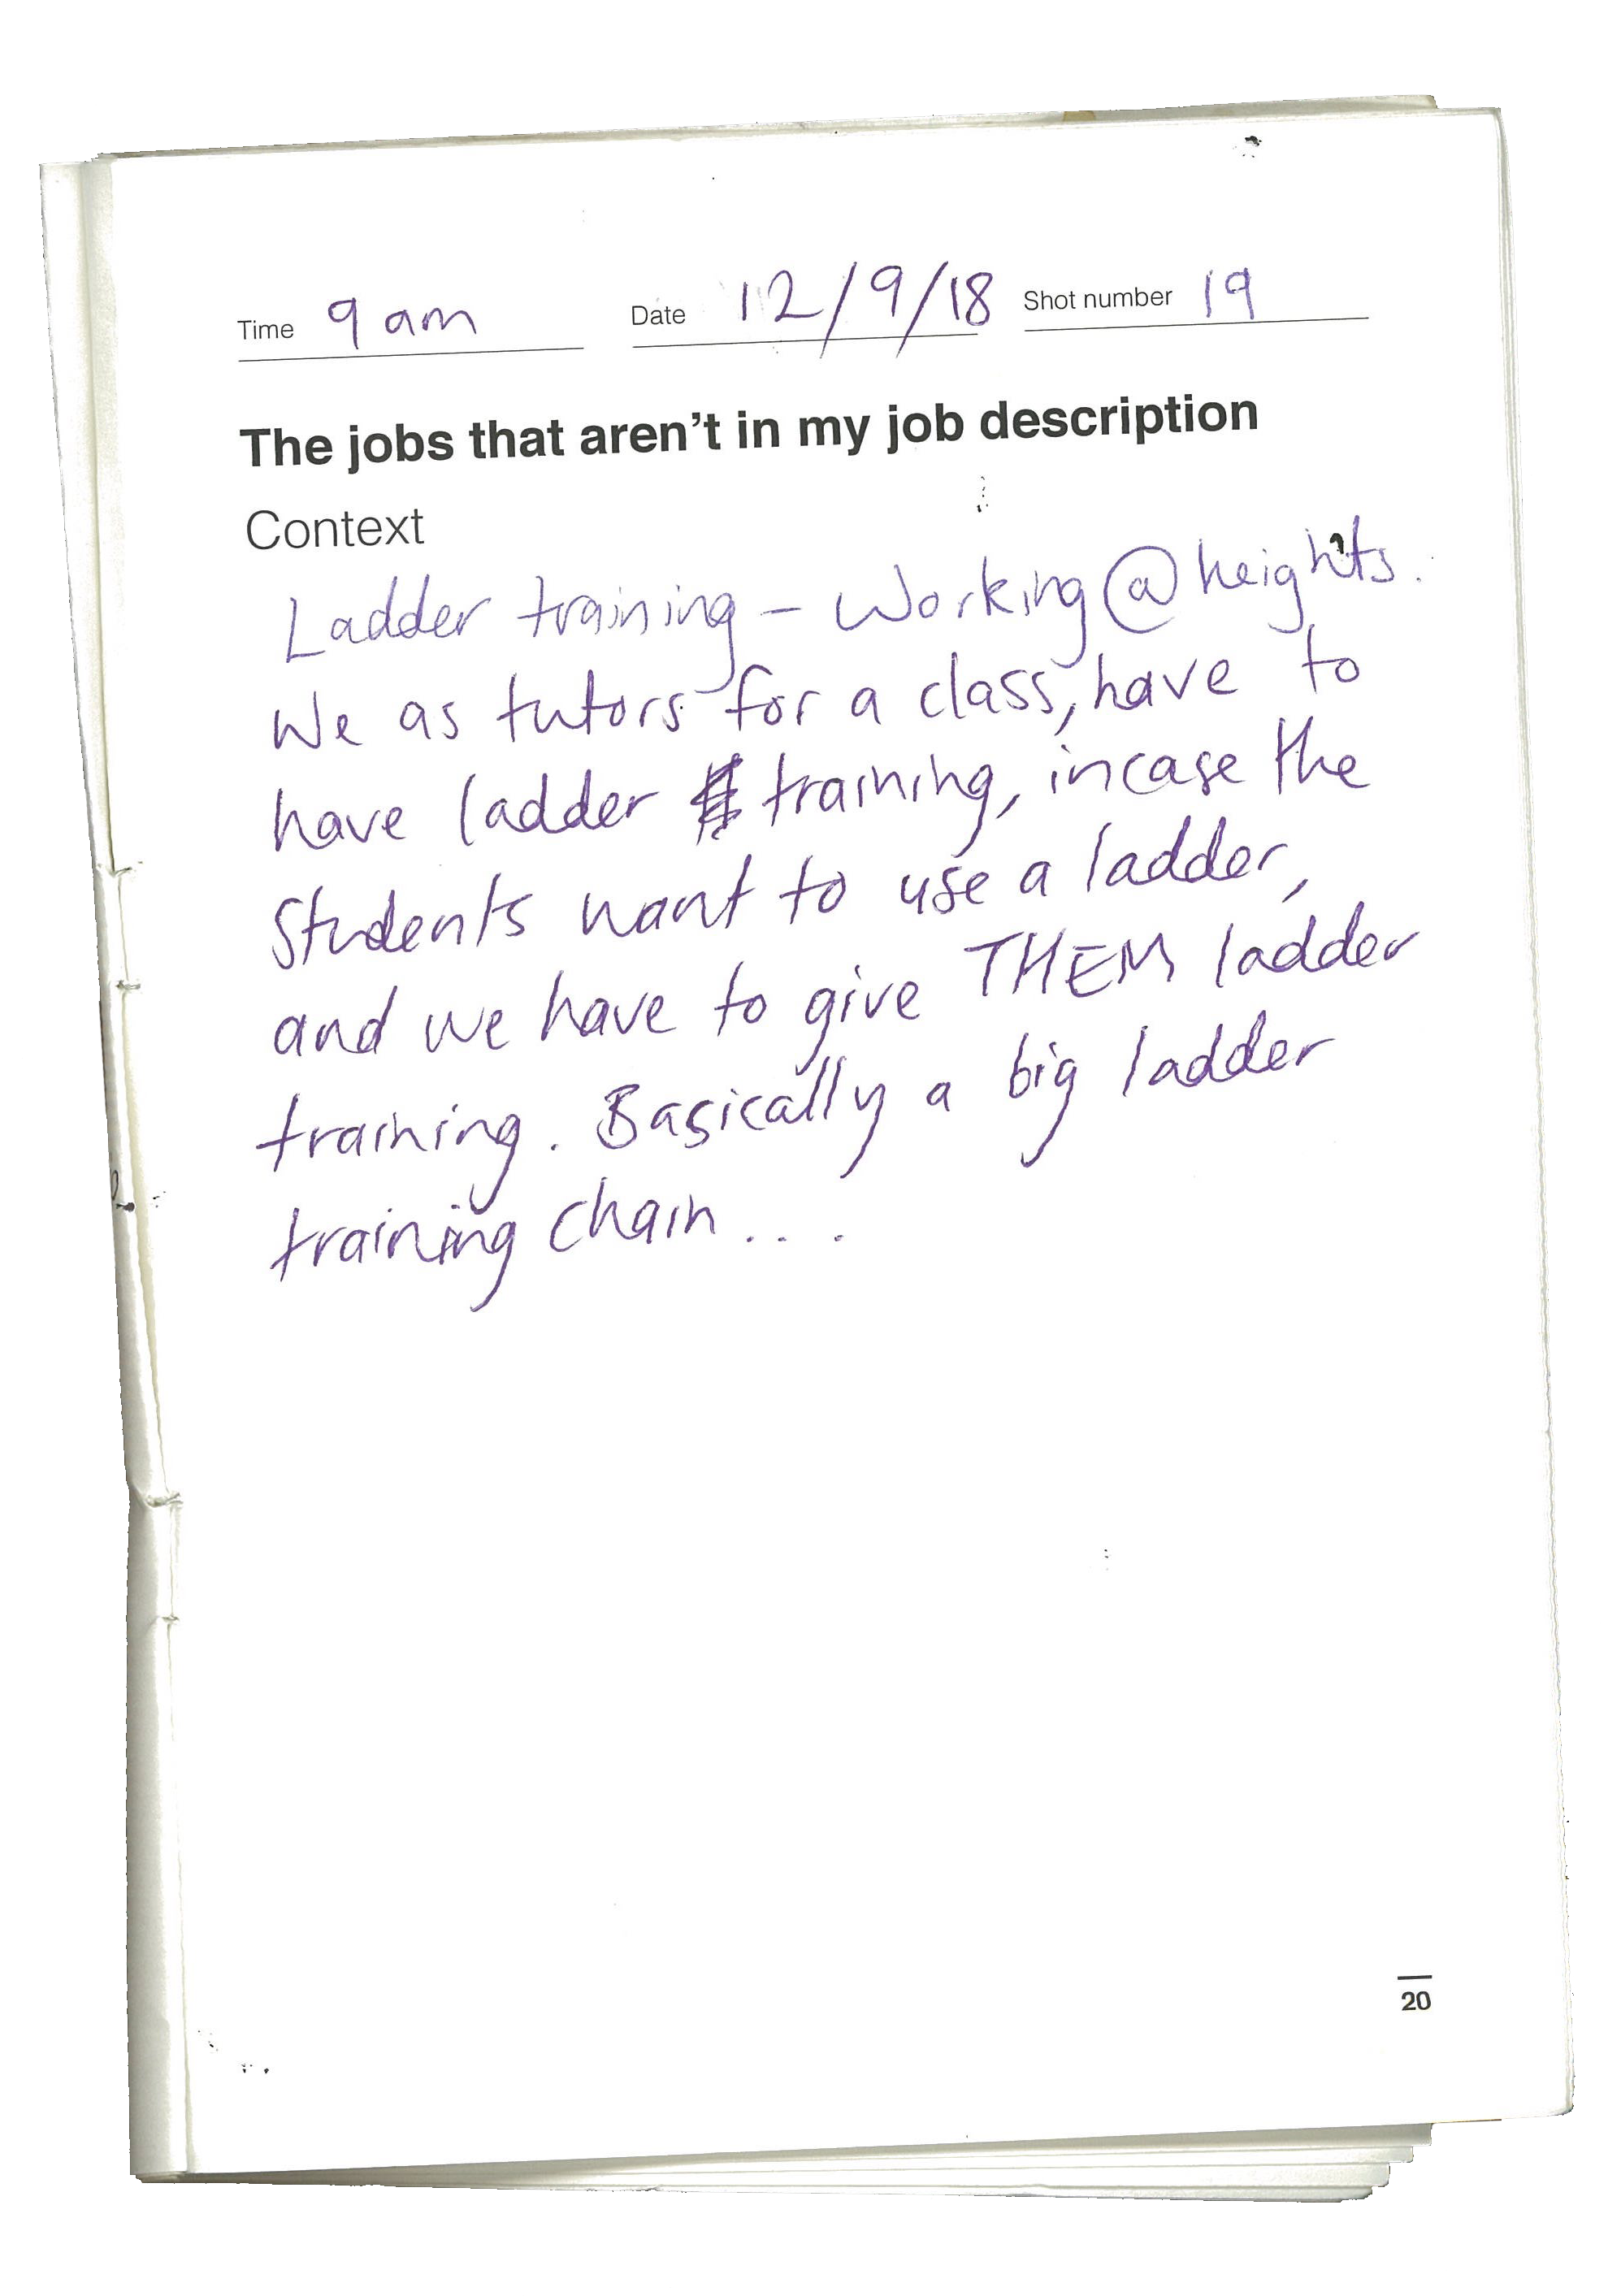 Time 9 am Date 12/9/18 Shot number 19
The jobs that aren't in my job description
Context
Ladder training - Working @ heights.
We as tutors for a class, have to
have ladder training, incase the
Students want to use a ladder,
and we have to give THEM ladder
training. Basically a big ladder
training chain...
20